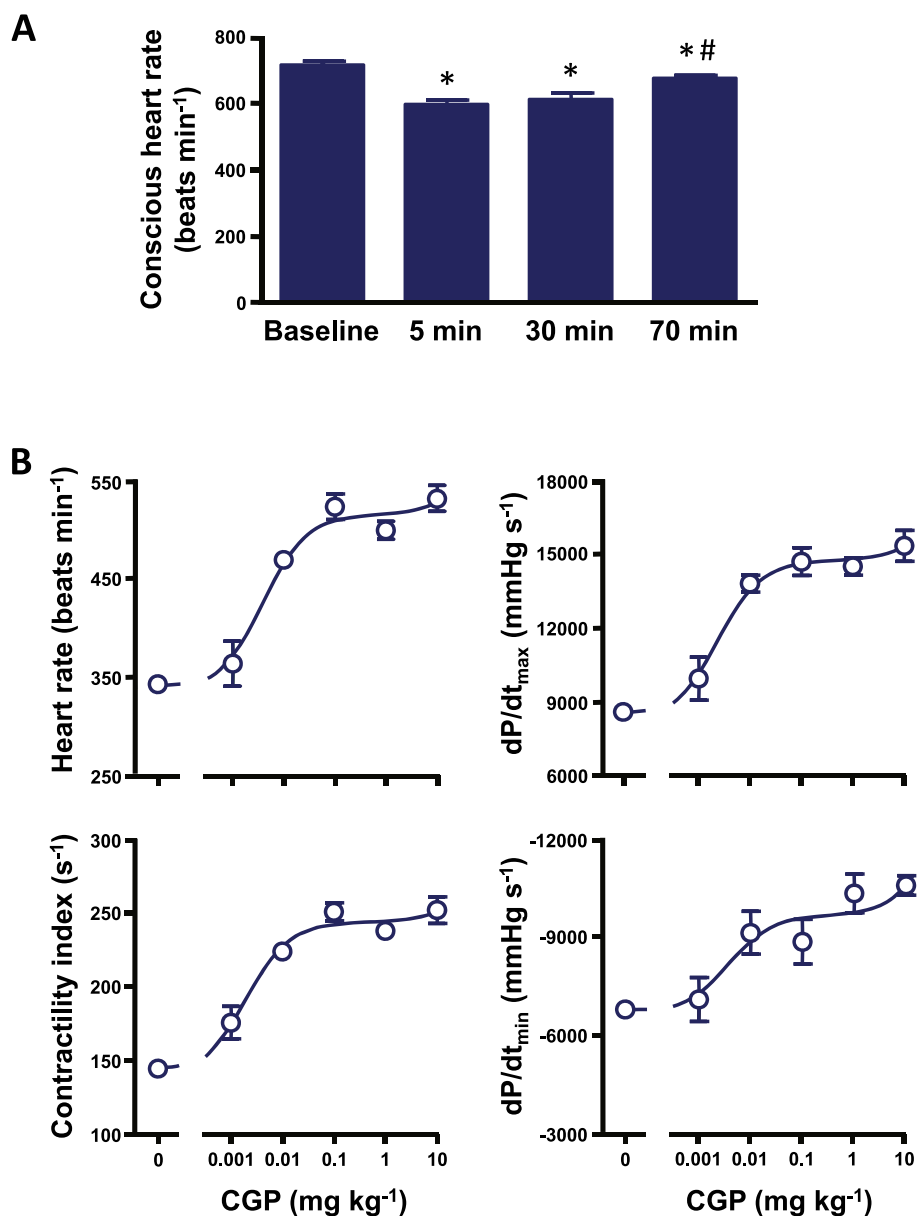 A
Conscious heart rate
(beats min⁻¹)
800
600
400
200
0
*
*
* #
Baseline 5 min 30 min 70 min
B
Heart rate (beats min⁻¹)
550
450
350
250
dP/dtmax (mmHg s⁻¹)
18000
15000
12000
9000
6000
Contractility index (s⁻¹)
300
250
200
150
100
0 0.001 0.01 0.1 1 10
CGP (mg kg⁻¹)
dP/dtmin (mmHg s⁻¹)
-12000
-9000
-6000
-3000
0 0.001 0.01 0.1 1 10
CGP (mg kg⁻¹)